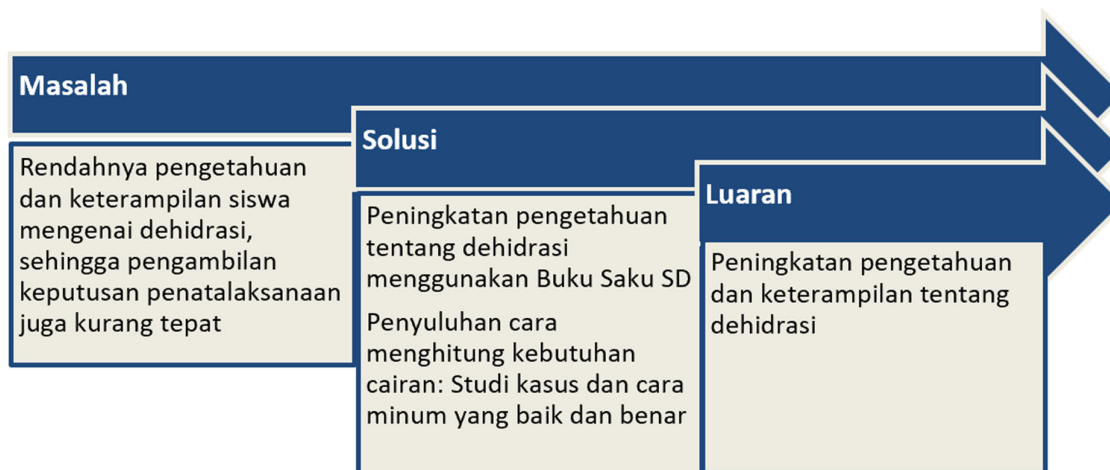 Masalah
Rendahnya pengetahuan
dan keterampilan siswa
mengenai dehidrasi,
sehingga pengambilan
keputusan penatalaksanaan
juga kurang tepat
Solusi
Peningkatan pengetahuan
tentang dehidrasi
menggunakan Buku Saku SD
Penyuluhan cara
menghitung kebutuhan
cairan: Studi kasus dan cara
minum yang baik dan benar
Luaran
Peningkatan pengetahuan
dan keterampilan tentang
dehidrasi